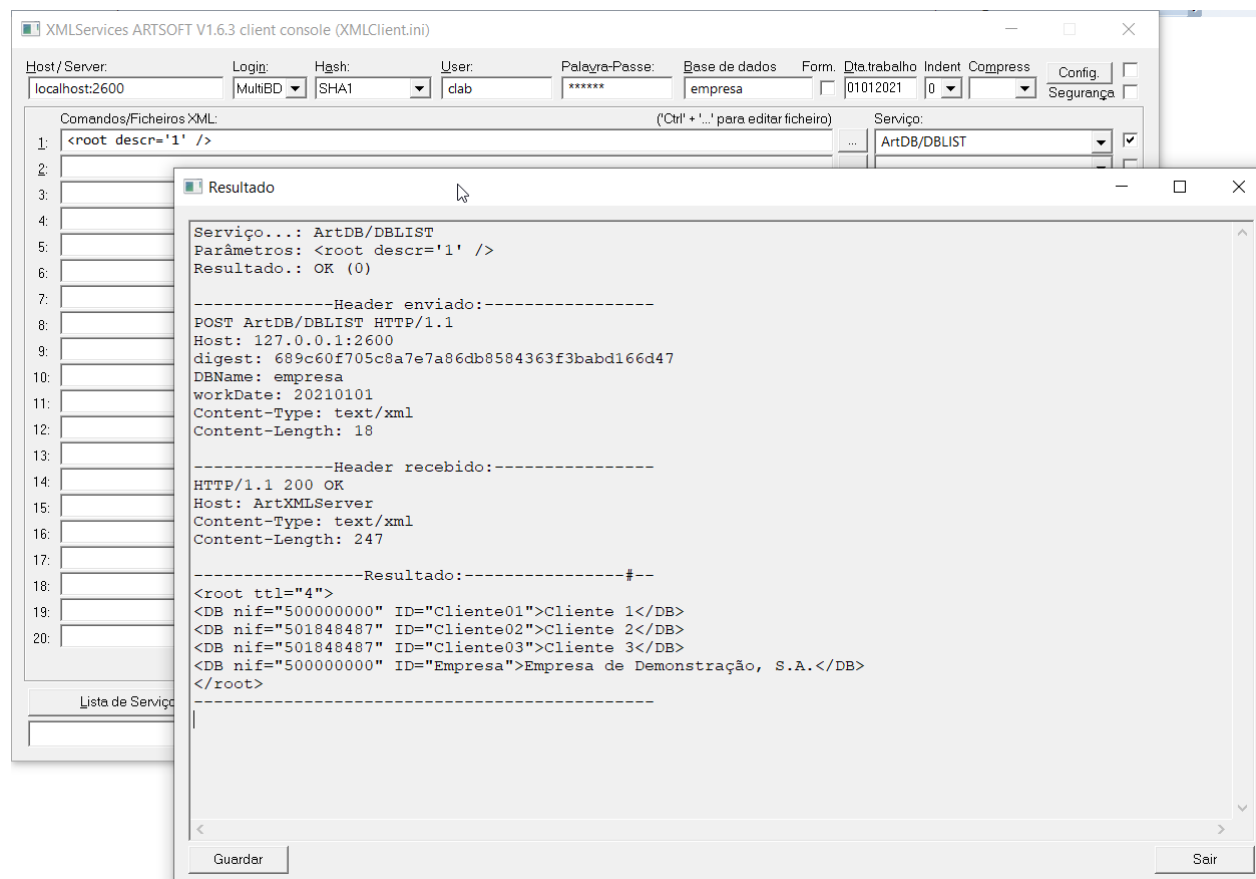 XMLServices ARTSOFT V1.6.3 client console (XMLClient.ini)
Host/Server: Login: Hash: User: Palavra-Passe: Base de dados Form. Dta.trabalho Indent Compress Config.
localhost:2600 MultiBD SHA1 clab ****** empresa 01012021 0 Segurança
Comandos/Ficheiros XML: ('Ctrl' + '...' para editar ficheiro) Serviço:
1: <root descr='1' /> ... ArtDB/DBLIST
2:
3:
4:
5:
6:
7:
8:
9:
10:
11:
12:
13:
14:
15:
16:
17:
18:
19:
20:
Lista de Serviço
Resultado
Serviço...: ArtDB/DBLIST
Parâmetros: <root descr='1' />
Resultado.: OK (0)
--------------Header enviado:-----------------
POST ArtDB/DBLIST HTTP/1.1
Host: 127.0.0.1:2600
digest: 689c60f705c8a7e7a86db8584363f3babd166d47
DBName: empresa
workDate: 20210101
Content-Type: text/xml
Content-Length: 18
--------------Header recebido:----------------
HTTP/1.1 200 OK
Host: ArtXMLServer
Content-Type: text/xml
Content-Length: 247
-----------------Resultado:----------------#--
<root ttl="4">
<DB nif="500000000" ID="Cliente01">Cliente 1</DB>
<DB nif="501848487" ID="Cliente02">Cliente 2</DB>
<DB nif="501848487" ID="Cliente03">Cliente 3</DB>
<DB nif="500000000" ID="Empresa">Empresa de Demonstração, S.A.</DB>
</root>
----------------------------------------------
Guardar Sair